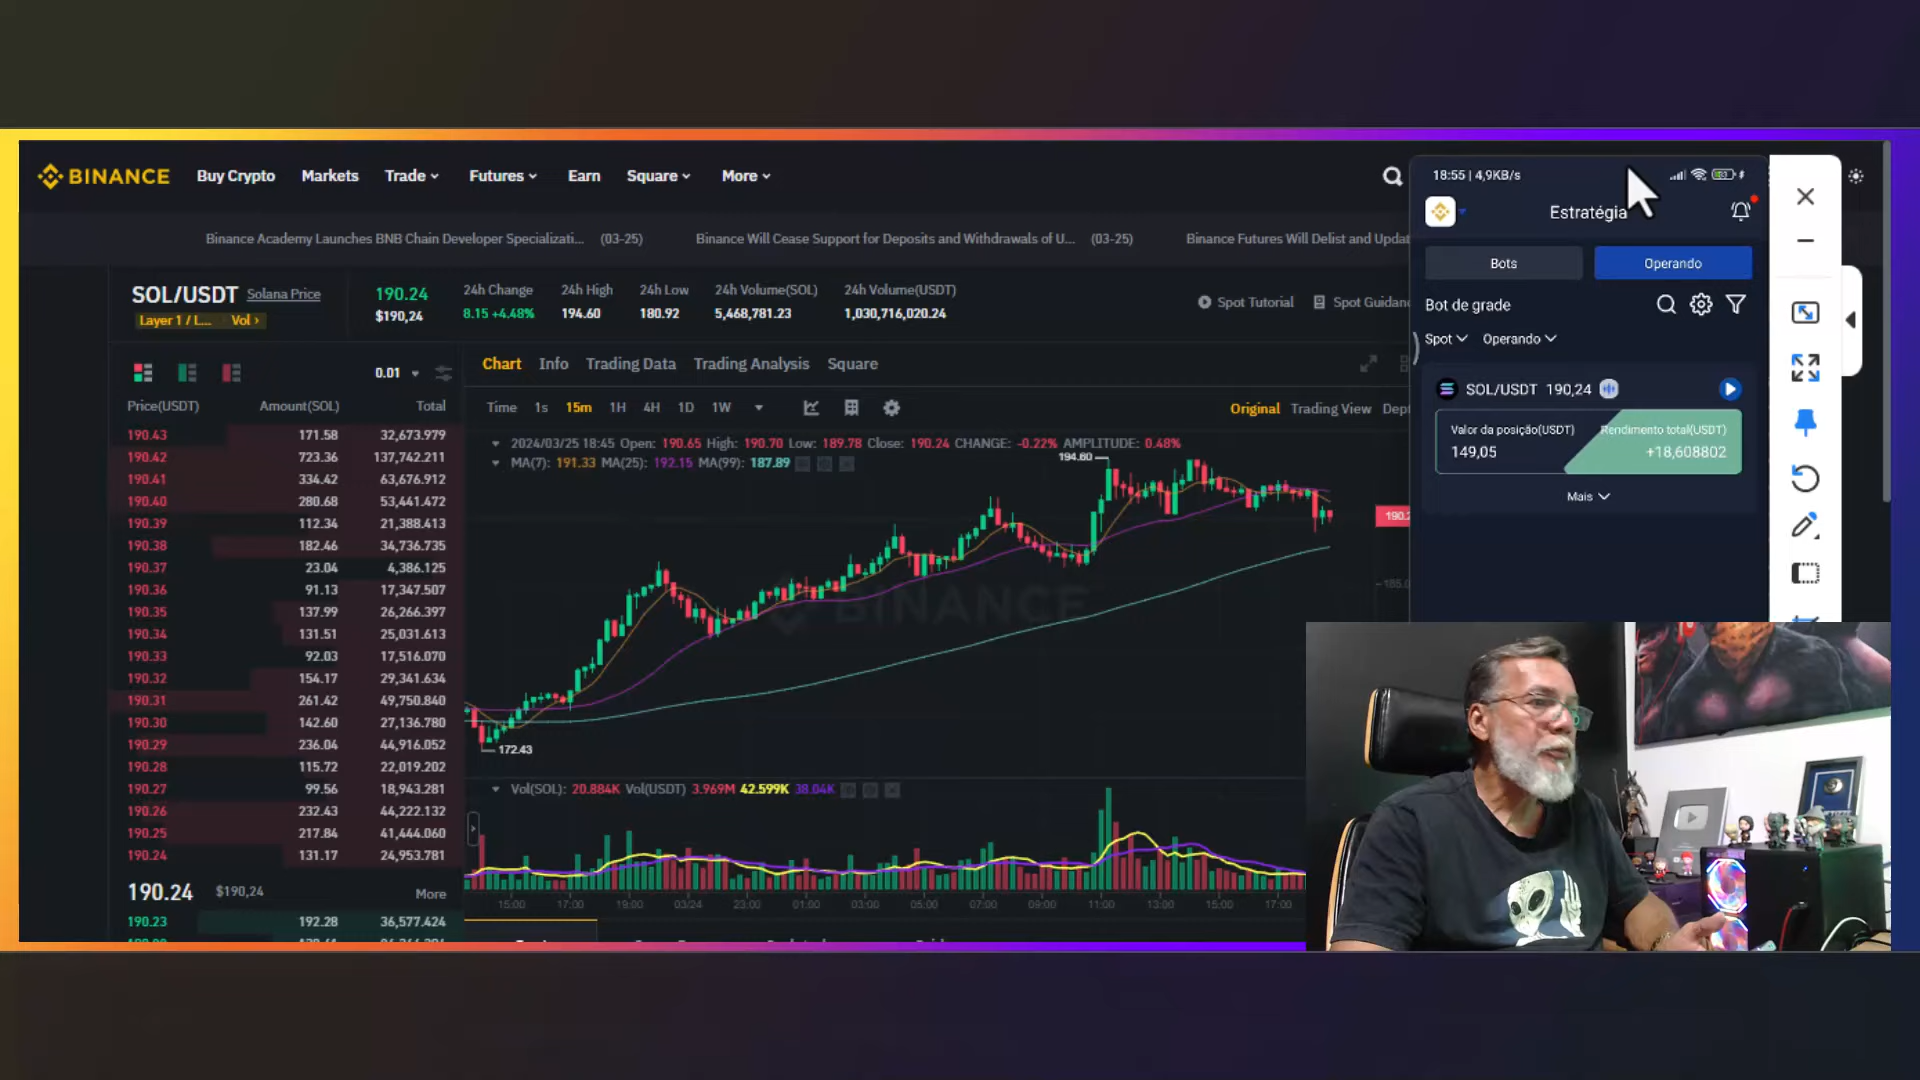 BINANCE Buy Crypto Markets Trade Futures Earn Square More
Binance Academy Launches BNB Chain Developer Specializati... (03-25) Binance Will Cease Support for Deposits and Withdrawals of U... (03-25) Binance Futures Will Delist and Updat
SOL/USDT Solana Price
Layer 1 / L... Vol ›
190.24
$190,24
24h Change
8.15 +4.48%
24h High
194.60
24h Low
180.92
24h Volume(SOL)
5,468,781.23
24h Volume(USDT)
1,030,716,020.24
Spot Tutorial Spot Guidan
0.01
Price(USDT) Amount(SOL) Total
190.43 171.58 32,673.979
190.42 723.36 137,742.211
190.41 334.42 63,676.912
190.40 280.68 53,441.472
190.39 112.34 21,388.413
190.38 182.46 34,736.735
190.37 23.04 4,386.125
190.36 91.13 17,347.507
190.35 137.99 26,266.397
190.34 131.51 25,031.613
190.33 92.03 17,516.070
190.32 154.17 29,341.634
190.31 261.42 49,750.840
190.30 142.60 27,136.780
190.29 236.04 44,916.052
190.28 115.72 22,019.202
190.27 99.56 18,943.281
190.26 232.43 44,222.132
190.25 217.84 41,444.060
190.24 131.17 24,953.781
190.24 $190,24 More
190.23 192.28 36,577.424
Chart Info Trading Data Trading Analysis Square
Time 1s 15m 1H 4H 1D 1W
Original Trading View Dep
2024/03/25 18:45 Open: 190.65 High: 190.70 Low: 189.78 Close: 190.24 CHANGE: -0.22% AMPLITUDE: 0.48%
MA(7): 191.33 MA(25): 192.15 MA(99): 187.89
194.60
190.2
185.0
BINANCE
172.43
Vol(SOL): 20.884K Vol(USDT) 3.969M 42.599K 38.04K
15:00 17:00 19:00 03/24 23:00 01:00 03:00 05:00 07:00 09:00 11:00 13:00 15:00 17:00
18:55 | 4,9KB/s
Estratégia
Bots Operando
Bot de grade
Spot Operando
SOL/USDT 190,24
Valor da posição(USDT) Rendimento total(USDT)
149,05 +18,608802
Mais